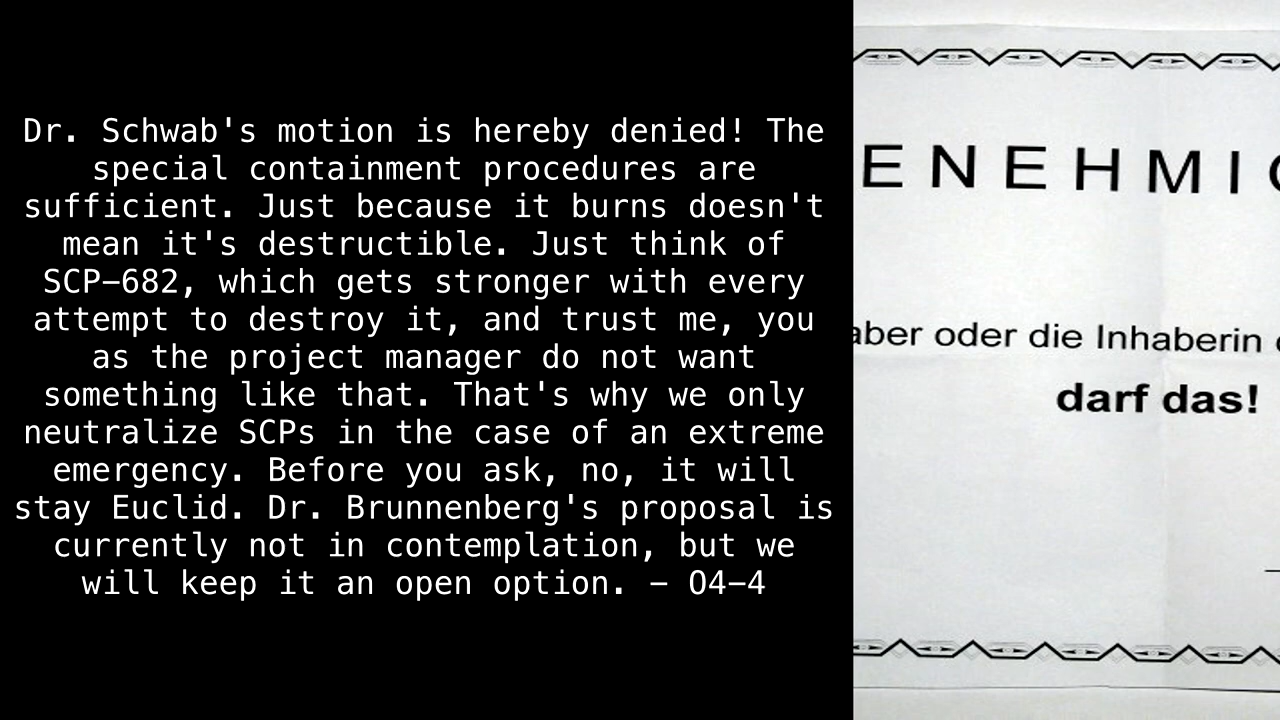 Dr. Schwab's motion is hereby denied! The
special containment procedures are
sufficient. Just because it burns doesn't
mean it's destructible. Just think of
SCP–682, which gets stronger with every
attempt to destroy it, and trust me, you
as the project manager do not want
something like that. That's why we only
neutralize SCPs in the case of an extreme
emergency. Before you ask, no, it will
stay Euclid. Dr. Brunnenberg's proposal is
currently not in contemplation, but we
will keep it an open option. – O4–4
ENEHMIG
aber oder die Inhaberin
darf das!